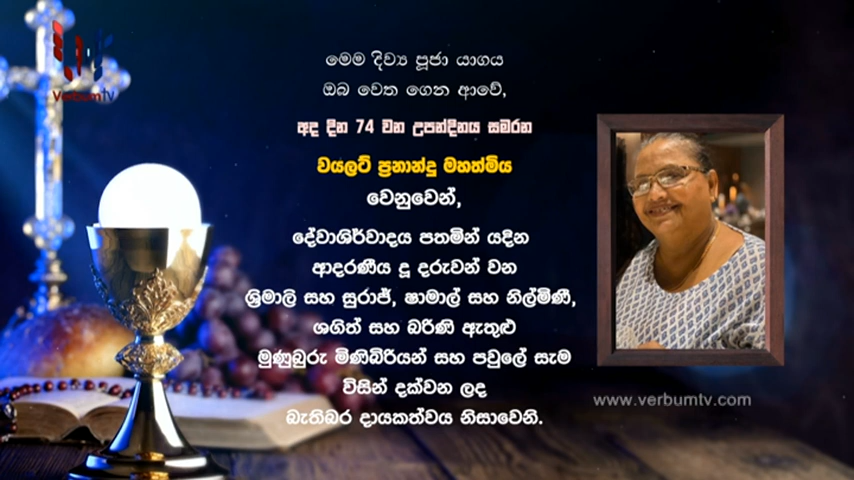 VerbumTV
මෙම දිව්‍ය පූජා යාගය
ඔබ වෙත ගෙන ආවේ,
අද දින 74 වන උපන්දිනය සමරන
වයලට් ප්‍රනාන්දු මහත්මිය
වෙනුවෙන්,
දේවාශිර්වාදය පතමින් යදින
ආදරණීය දූ දරුවන් වන
ශ්‍රිමාලි සහ සුරාජ්, ෂාමාල් සහ නිල්මිණී,
ශගිත් සහ බරිණි ඇතුළු
මුණුබුරු මිණිබිරියන් සහ පවුලේ සැම
විසින් දක්වන ලද
බැතිබර දායකත්වය නිසාවෙනි.
www.verbumtv.com